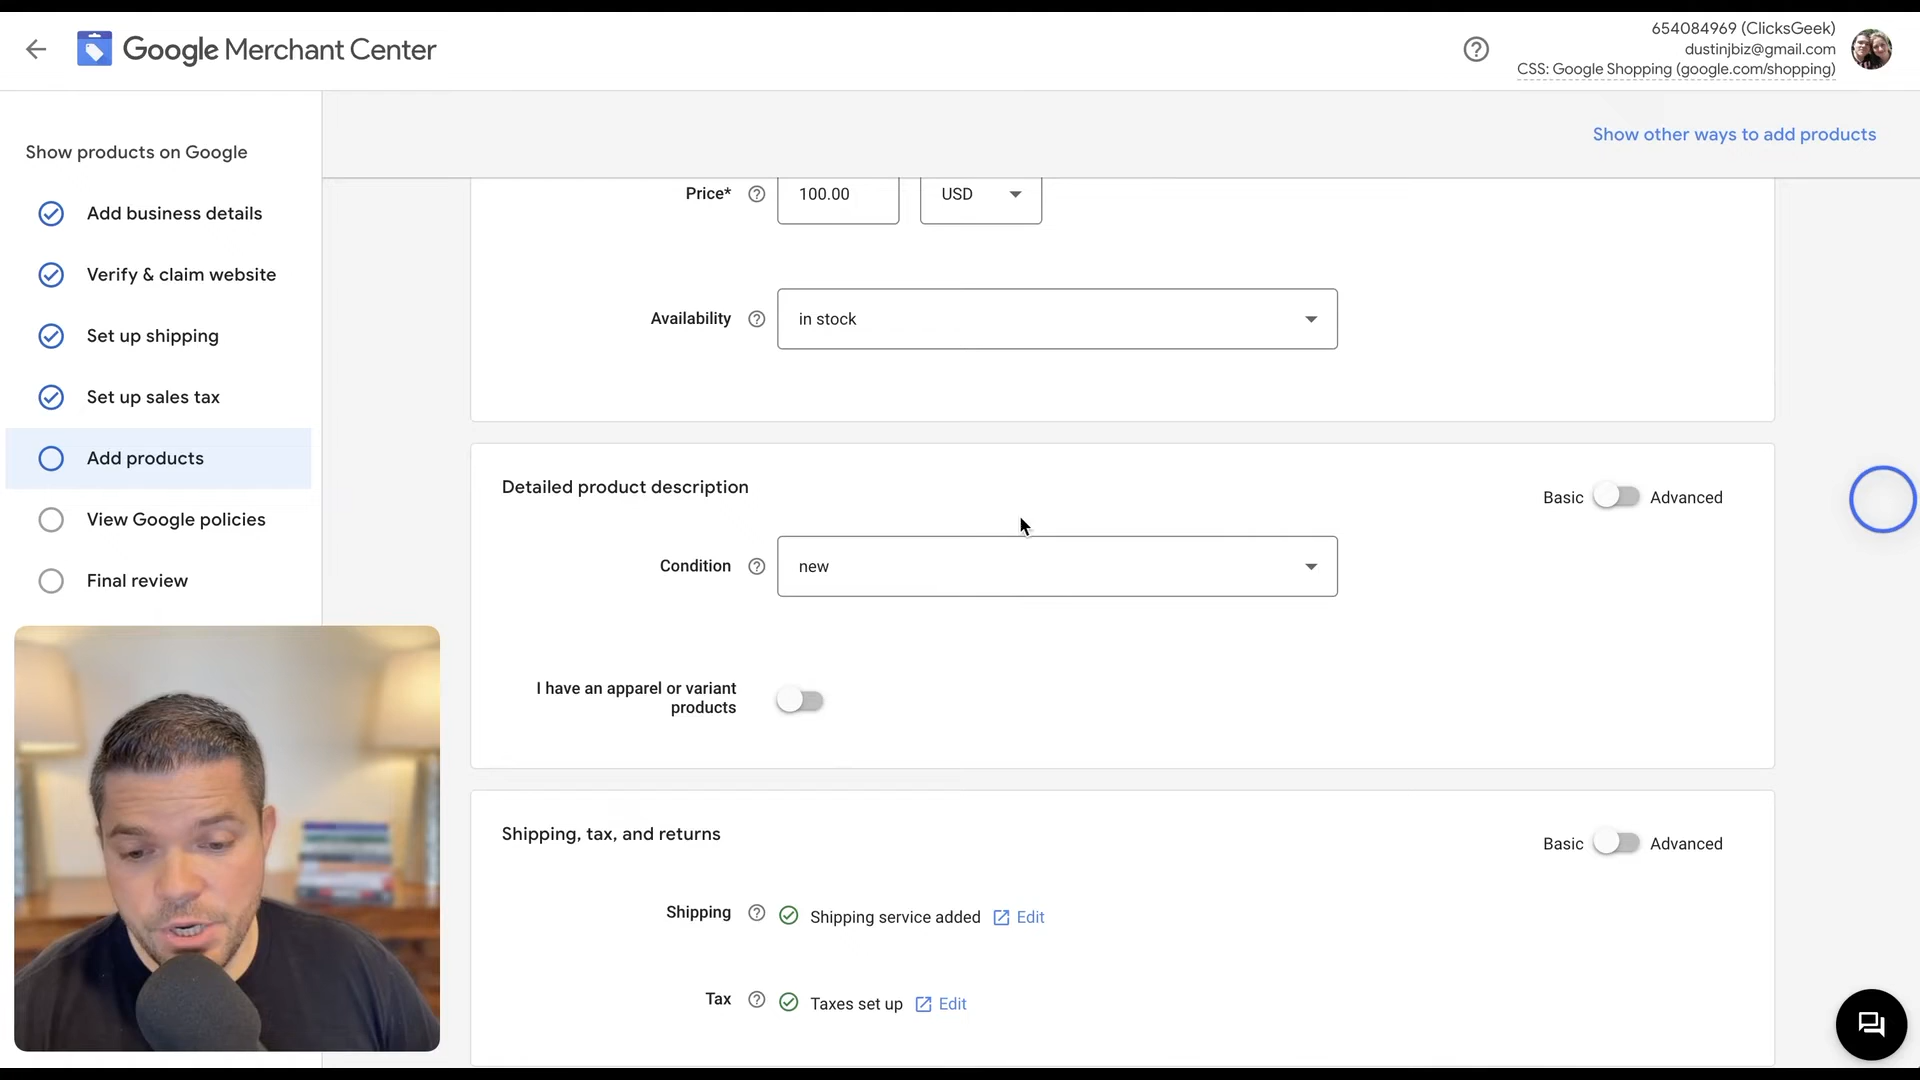 Google Merchant Center
654084969 (ClicksGeek)
dustinjbiz@gmail.com
CSS: Google Shopping (google.com/shopping)
Show products on Google
Add business details
Verify & claim website
Set up shipping
Set up sales tax
Add products
View Google policies
Final review
Show other ways to add products
Price*
100.00
USD
Availability
in stock
Detailed product description
Basic
Advanced
Condition
new
I have an apparel or variant
products
Shipping, tax, and returns
Basic
Advanced
Shipping
Shipping service added
Edit
Tax
Taxes set up
Edit